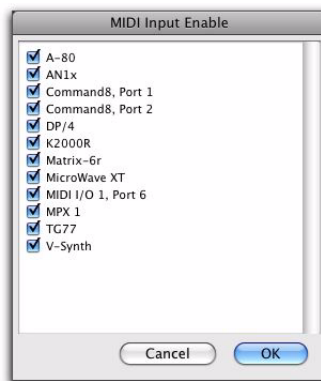 MIDI Input Enable
A-80
AN1x
Command8, Port 1
Command8, Port 2
DP/4
K2000R
Matrix-6r
MicroWave XT
MIDI I/O 1, Port 6
MPX 1
TG77
V-Synth
Cancel OK